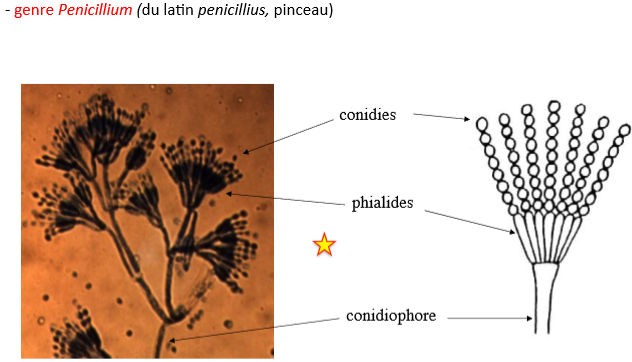 - genre Penicillium (du latin penicillius, pinceau)
conidies
phialides
conidiophore